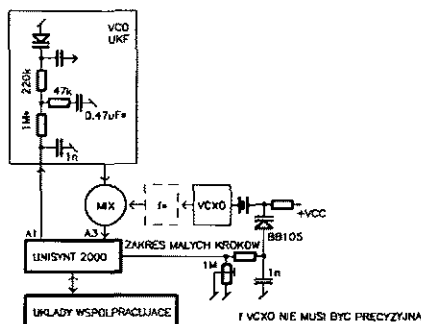 VCO
UKF
220k
47k
0.47uF*
1M*
1n
MIX
f*
VCXO
+VCC
BB105
A1
A3
ZAKRES MALYCH KROKOW
UNISYNT 2000
1M
1n
UKLADY WSPOLPRACUJACE
f VCXO NIE MUSI BYC PRECYZYJNA